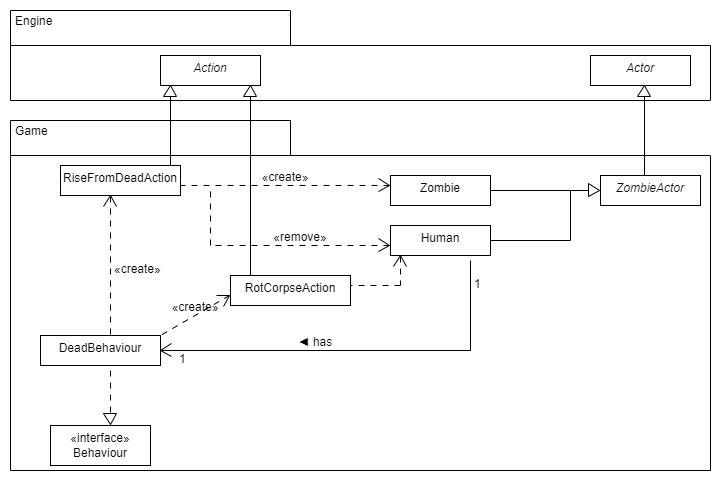 Engine
Action
Actor
Game
RiseFromDeadAction
«create»
Zombie
ZombieActor
«remove»
Human
«create»
RotCorpseAction
1
«create»
DeadBehaviour
◄ has
1
«interface»
Behaviour